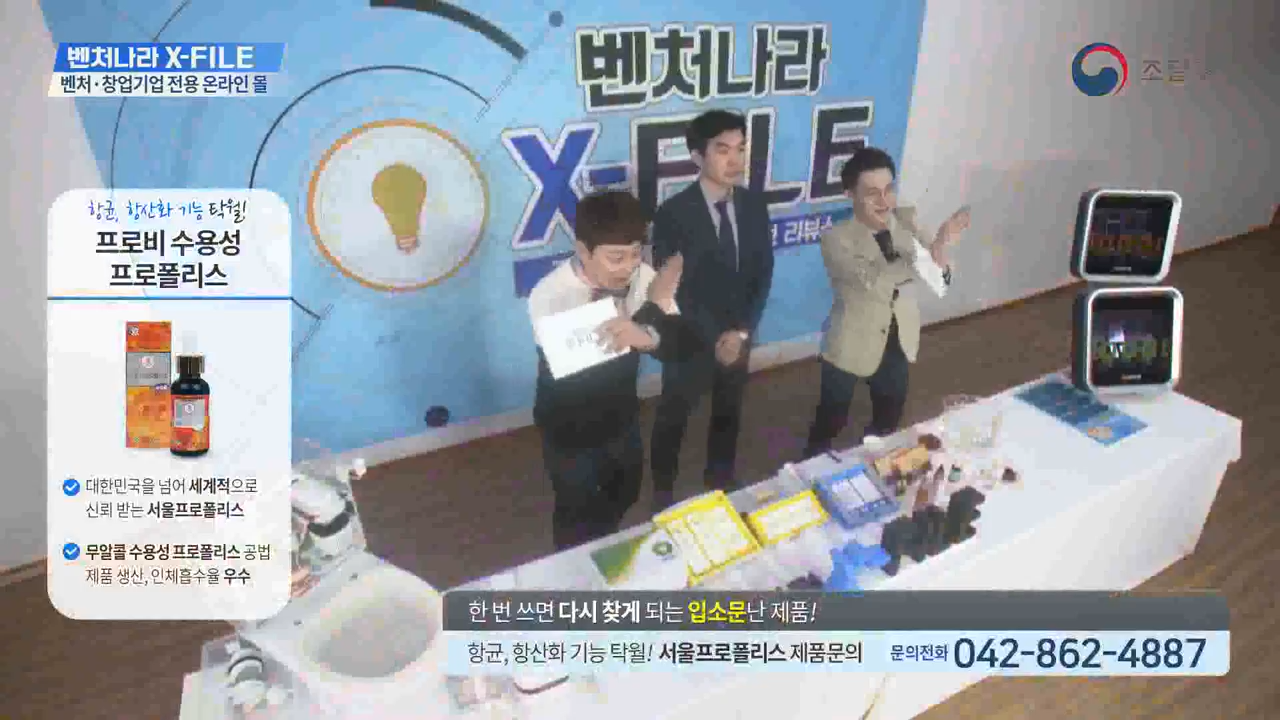 벤처나라 X-FILE
벤처·창업기업 전용 온라인 몰
벤처나라
X-FILE
리뷰쇼
조달
항균, 항산화 기능 탁월!
프로비 수용성
프로폴리스
대한민국을 넘어 세계적으로
신뢰 받는 서울프로폴리스
무알콜 수용성 프로폴리스 공법
제품 생산, 인체흡수율 우수
한 번 쓰면 다시 찾게 되는 입소문난 제품!
항균, 항산화 기능 탁월! 서울프로폴리스 제품문의
문의전화 042-862-4887